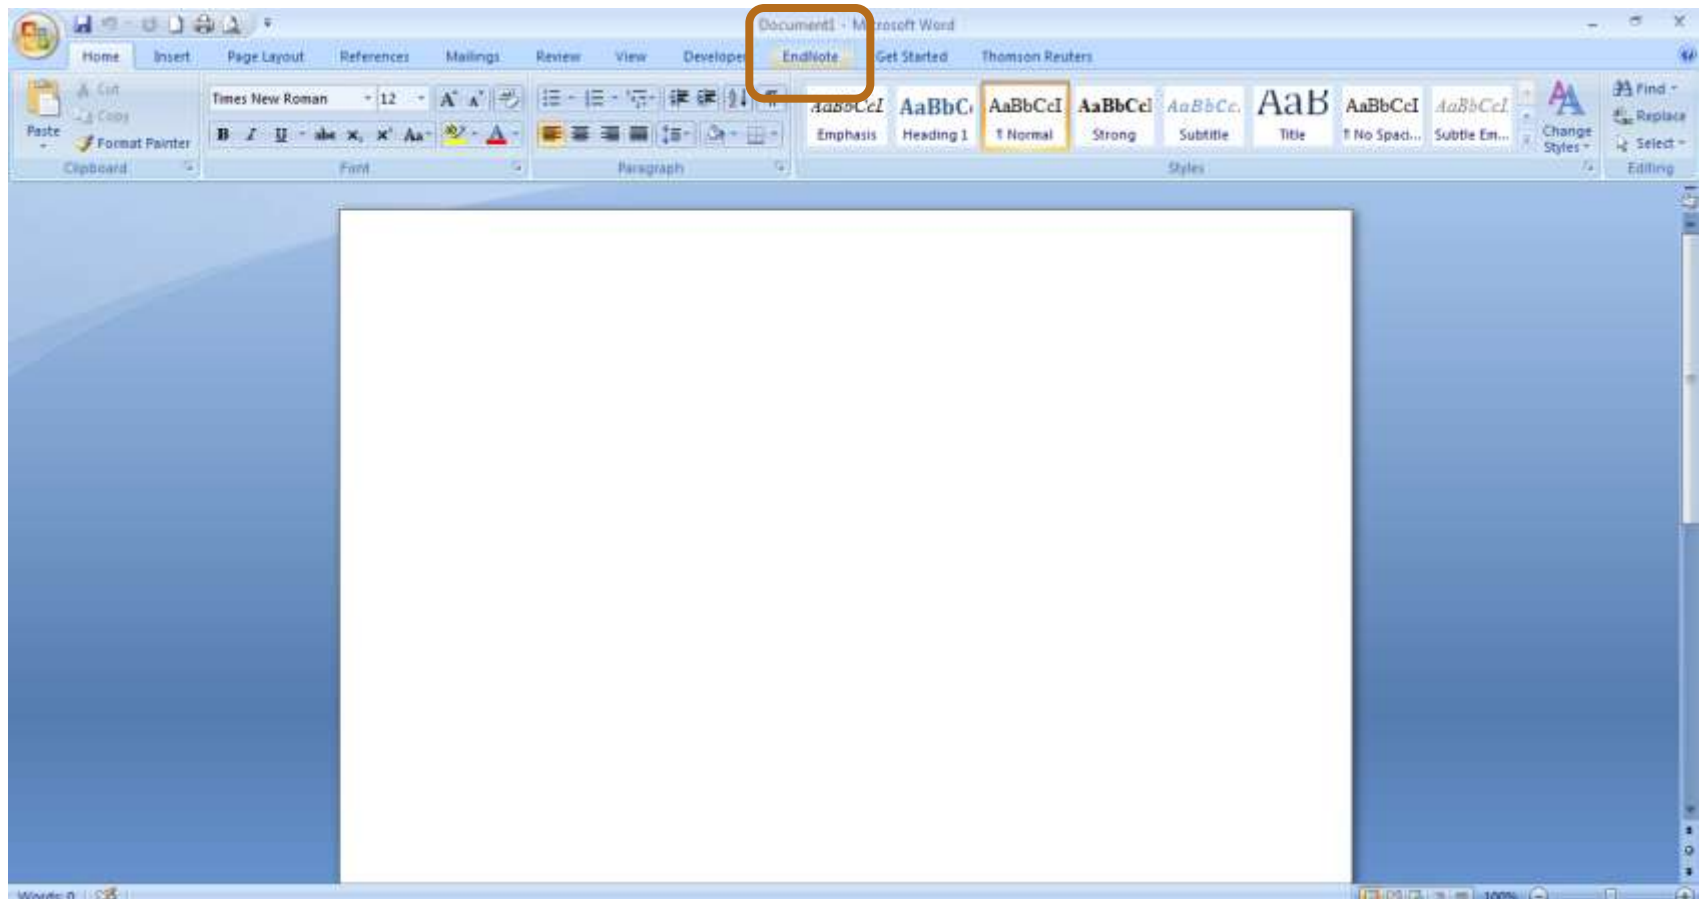 Document1 - Microsoft Word
Home Insert Page Layout References Mailings Review View Developer EndNote Get Started Thomson Reuters
Cut
Copy
Paste
Format Painter
Clipboard
Times New Roman 12 A A
B I U abe x, x' Aa A
Font
Paragraph
AaBbCcI AaBbC AaBbCcI AaBbCcI AaBbCc. AaB AaBbCcI AaBbCcI
Emphasis Heading 1 ¶ Normal Strong Subtitle Title ¶ No Spaci... Subtle Em...
Change Styles
Styles
Find
Replace
Select
Editing
Words: 0 100%